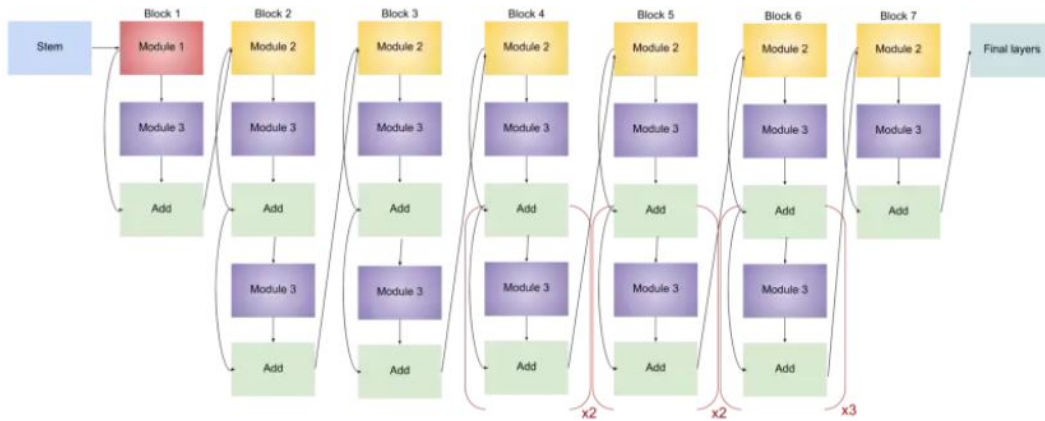 Block 1 Block 2 Block 3 Block 4 Block 5 Block 6 Block 7
Stem Module 1 Module 2 Module 2 Module 2 Module 2 Module 2 Module 2 Final layers
Module 3 Module 3 Module 3 Module 3 Module 3 Module 3 Module 3
Add Add Add Add Add Add Add
Module 3 Module 3 Module 3 Module 3 Module 3
Add Add Add Add Add
x2 x2 x3